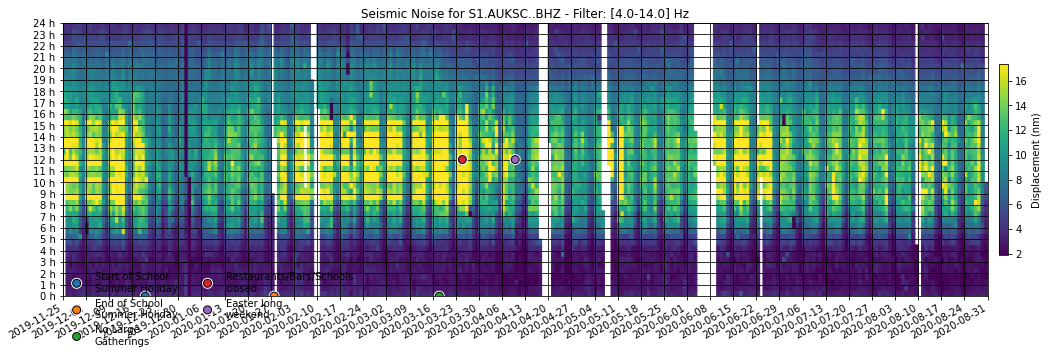 Seismic Noise for S1.AUKSC..BHZ - Filter: [4.0-14.0] Hz
24 h
23 h
22 h
21 h
20 h
19 h
18 h
17 h
16 h
15 h
14 h
13 h
12 h
11 h
10 h
9 h
8 h
7 h
6 h
5 h
4 h
3 h
2 h
1 h
0 h
Start of School
Summer Holiday
End of School
Summer Holiday
No Large
Gatherings
Restaurants/Bars/Schools
closed
Easter long
weekend
2019-11-25
2020-01-06
2020-02-10
2020-02-17
2020-02-24
2020-03-02
2020-03-09
2020-03-16
2020-03-23
2020-03-30
2020-04-06
2020-04-13
2020-04-20
2020-04-27
2020-05-04
2020-05-11
2020-05-18
2020-05-25
2020-06-01
2020-06-08
2020-06-15
2020-06-22
2020-06-29
2020-07-06
2020-07-13
2020-07-20
2020-07-27
2020-08-03
2020-08-10
2020-08-17
2020-08-24
2020-08-31
16
14
12
10
8
6
4
2
Displacement (nm)